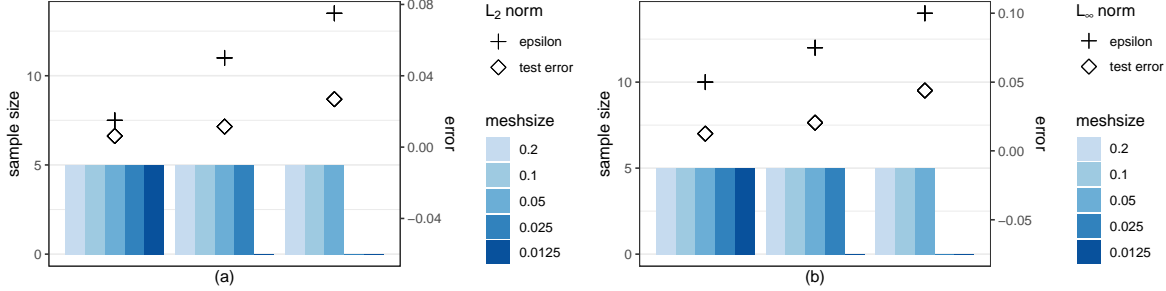 sample size
10
5
0
0.08
0.04
0.00
−0.04
error
(a)
L2 norm
epsilon
test error
meshsize
0.2
0.1
0.05
0.025
0.0125
sample size
10
5
0
0.10
0.05
0.00
−0.05
error
(b)
L∞ norm
epsilon
test error
meshsize
0.2
0.1
0.05
0.025
0.0125